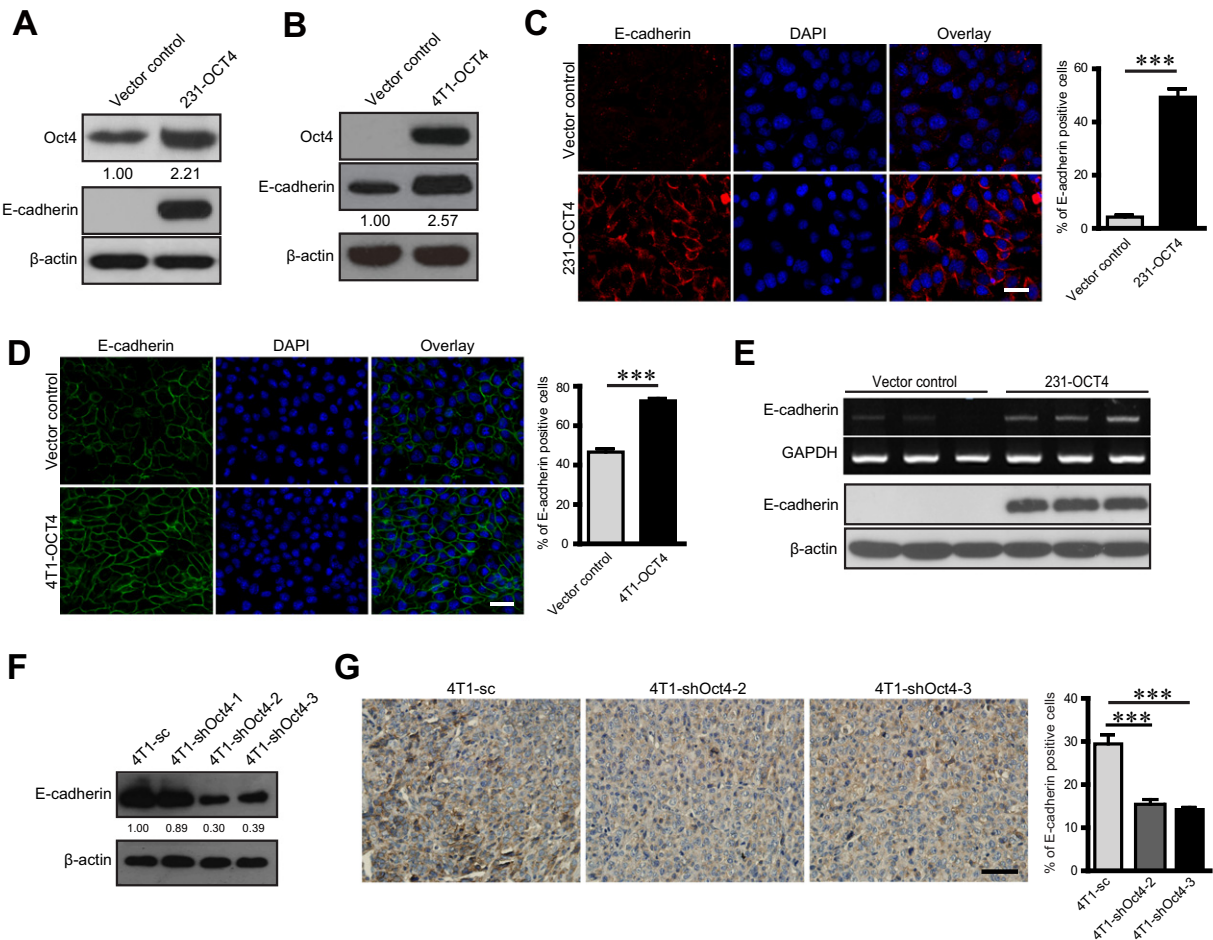 A
Vector control
231-OCT4
Oct4
1.00 2.21
E-cadherin
β-actin
B
Vector control
4T1-OCT4
Oct4
E-cadherin
1.00 2.57
β-actin
C
E-cadherin DAPI Overlay
Vector control
231-OCT4
% of E-acdherin positive cells
60
40
20
0
***
Vector control
231-OCT4
D
E-cadherin DAPI Overlay
Vector control
4T1-OCT4
% of E-acdherin positive cells
80
60
40
20
0
***
Vector control
4T1-OCT4
E
Vector control 231-OCT4
E-cadherin
GAPDH
E-cadherin
β-actin
F
4T1-sc
4T1-shOct4-1
4T1-shOct4-2
4T1-shOct4-3
E-cadherin
1.00 0.89 0.30 0.39
β-actin
G
4T1-sc 4T1-shOct4-2 4T1-shOct4-3
% of E-cadherin positive cells
40
30
20
10
0
***
***
4T1-sc
4T1-shOct4-2
4T1-shOct4-3